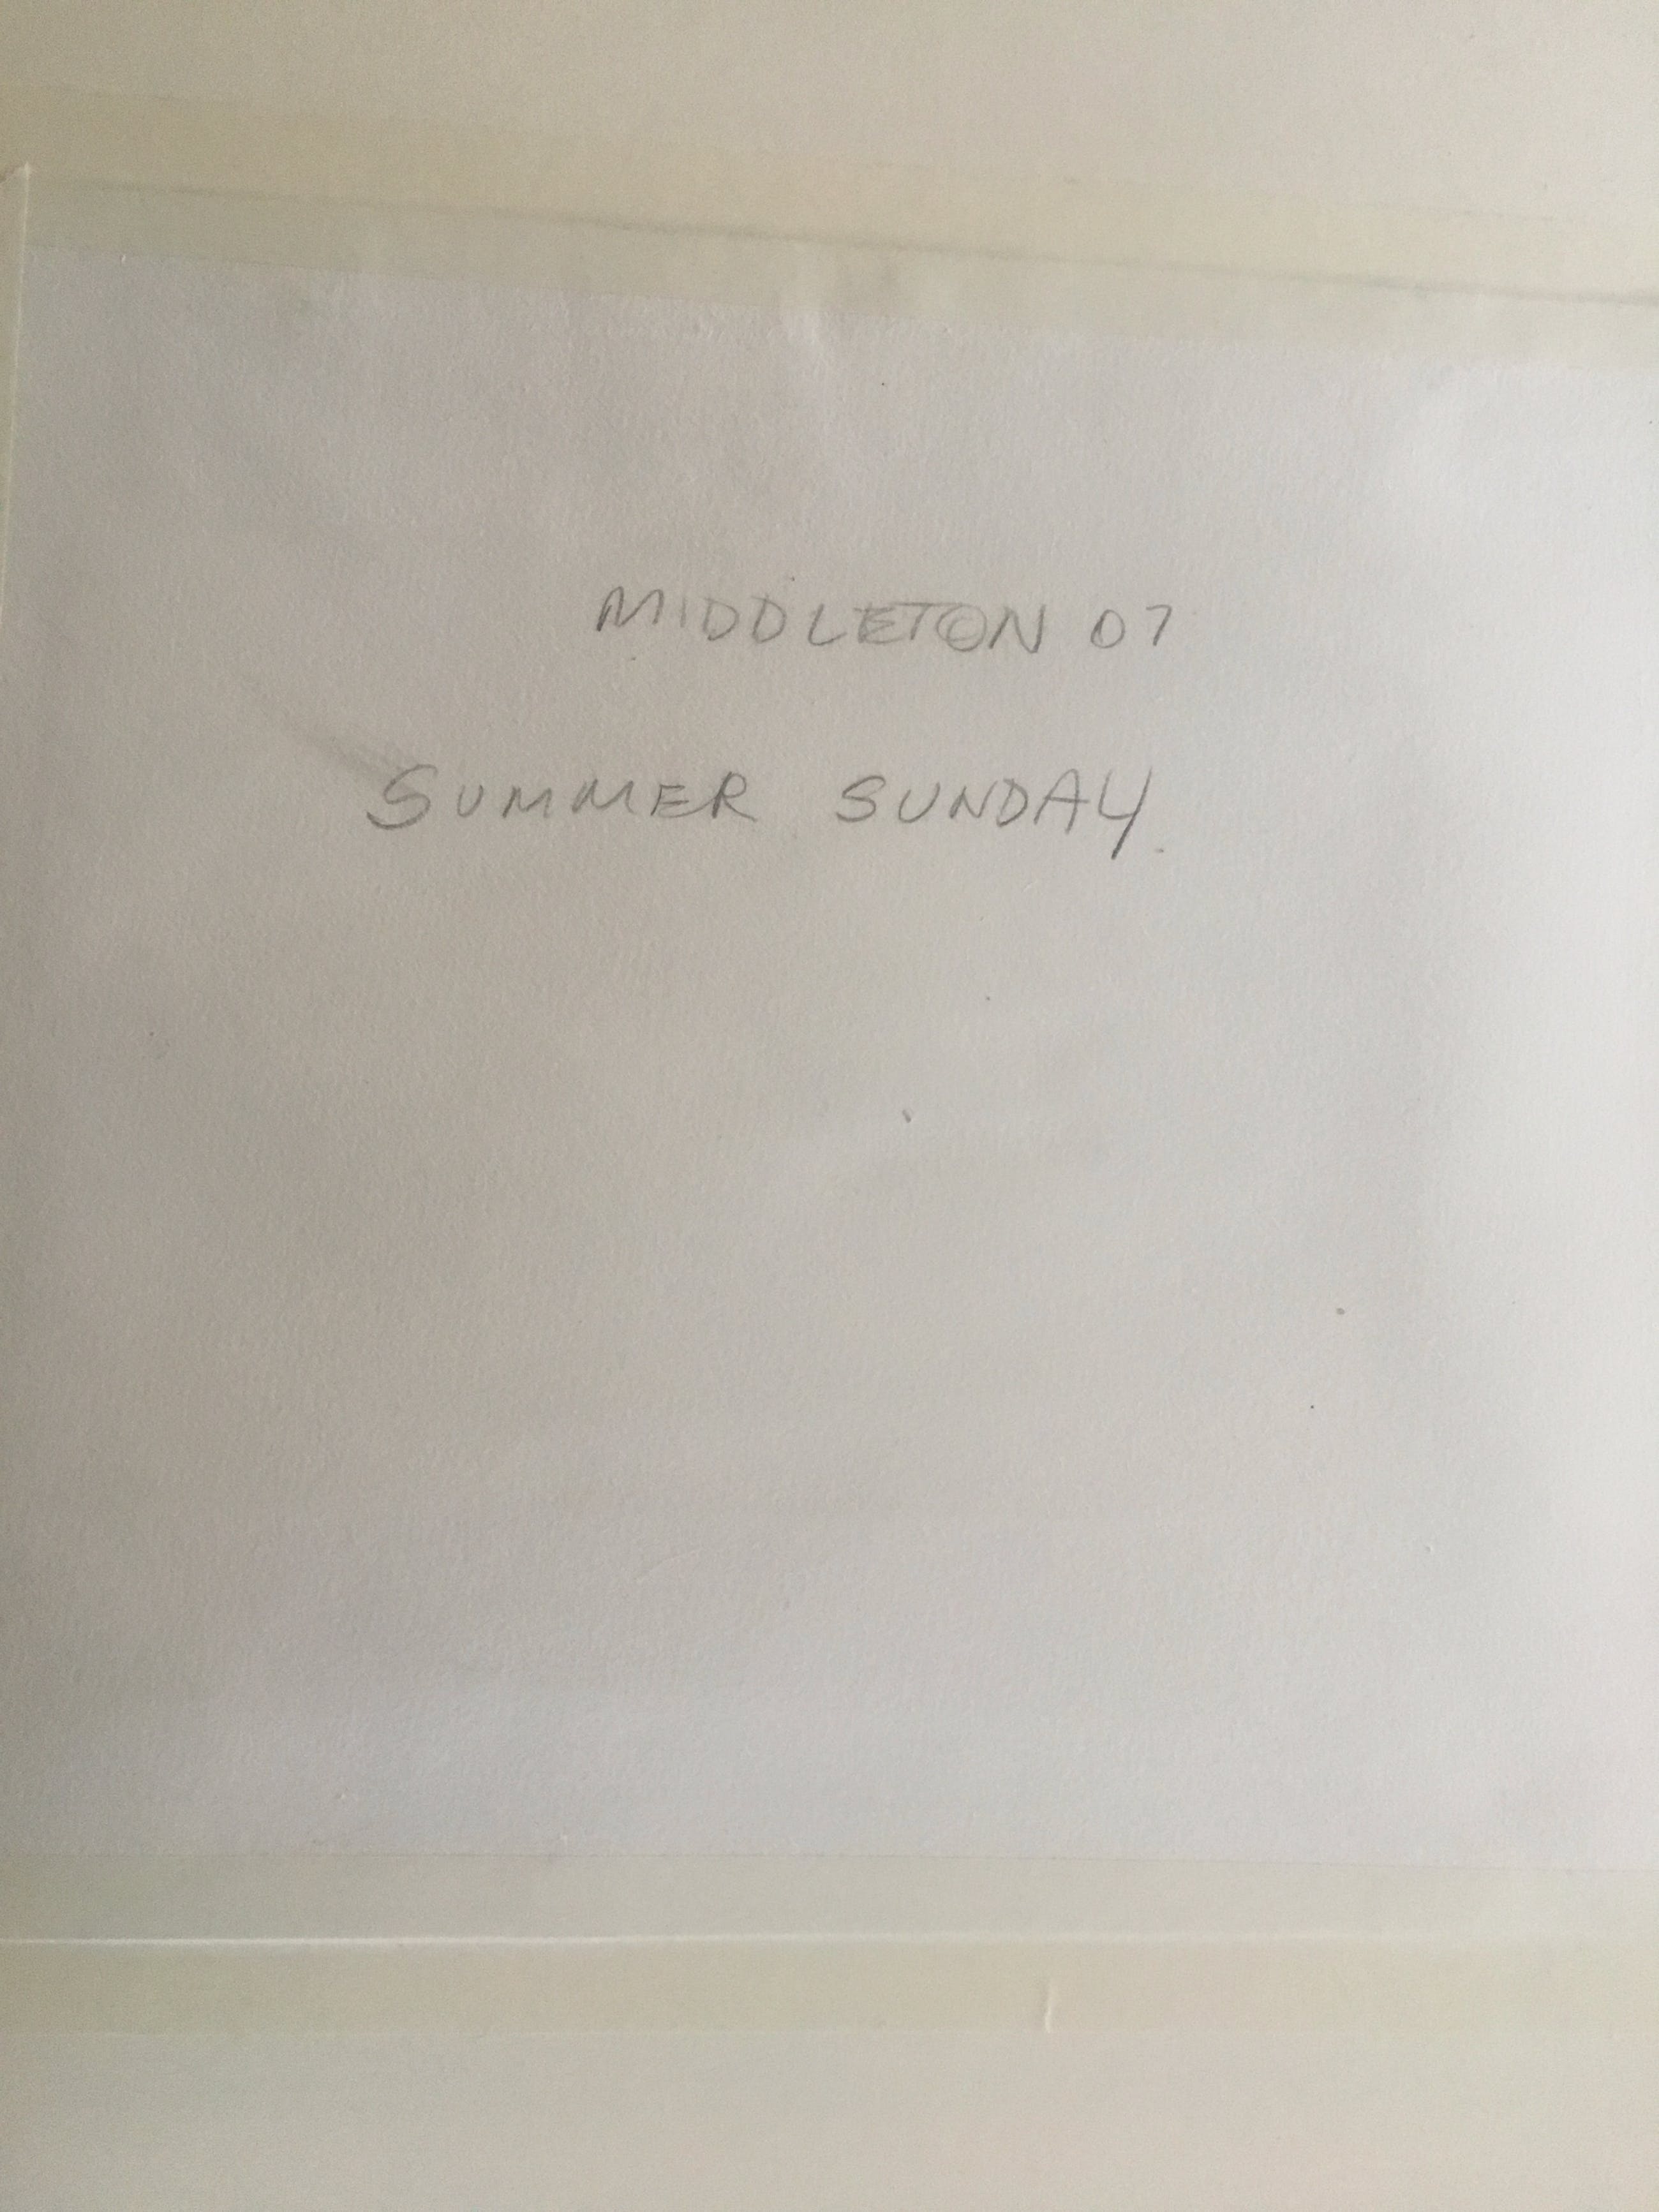 MIDDLETON 07
SUMMER SUNDAY.